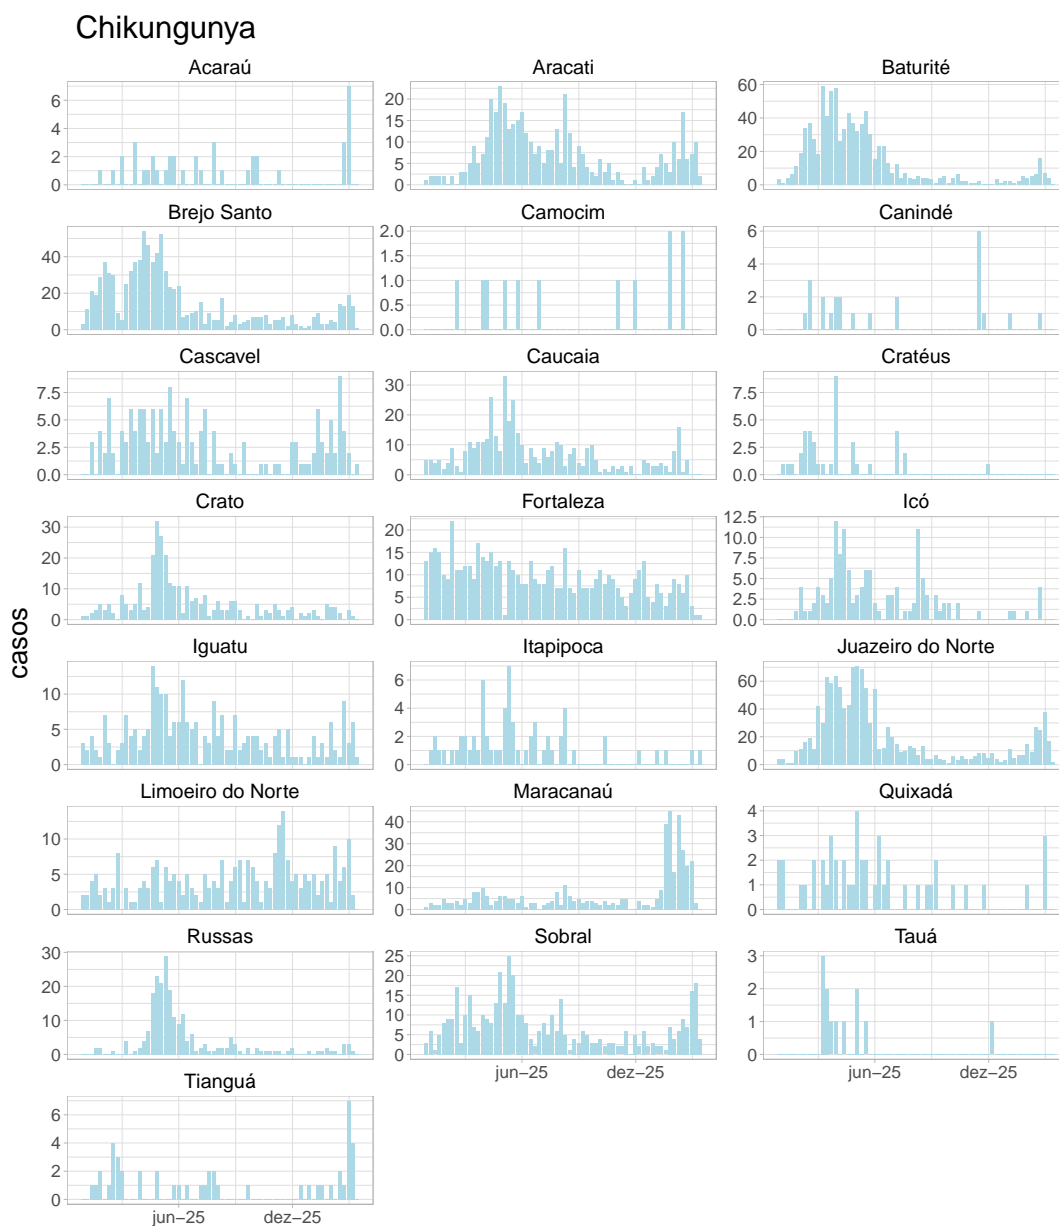 Chikungunya
Acaraú Aracati Baturité
6 4 2 0
20 15 10 5 0
60 40 20 0
Brejo Santo Camocim Canindé
40 20 0
2.0 1.5 1.0 0.5 0.0
6 4 2 0
Cascavel Caucaia Cratéus
7.5 5.0 2.5 0.0
30 20 10 0
7.5 5.0 2.5 0.0
Crato Fortaleza Icó
30 20 10 0
20 15 10 5 0
12.5 10.0 7.5 5.0 2.5 0.0
casos
Iguatu Itapipoca Juazeiro do Norte
10 5 0
6 4 2 0
60 40 20 0
Limoeiro do Norte Maracanaú Quixadá
10 5 0
40 30 20 10 0
4 3 2 1 0
Russas Sobral Tauá
30 20 10 0
25 20 15 10 5 0
3 2 1 0
jun−25 dez−25 jun−25 dez−25
Tianguá
6 4 2 0
jun−25 dez−25